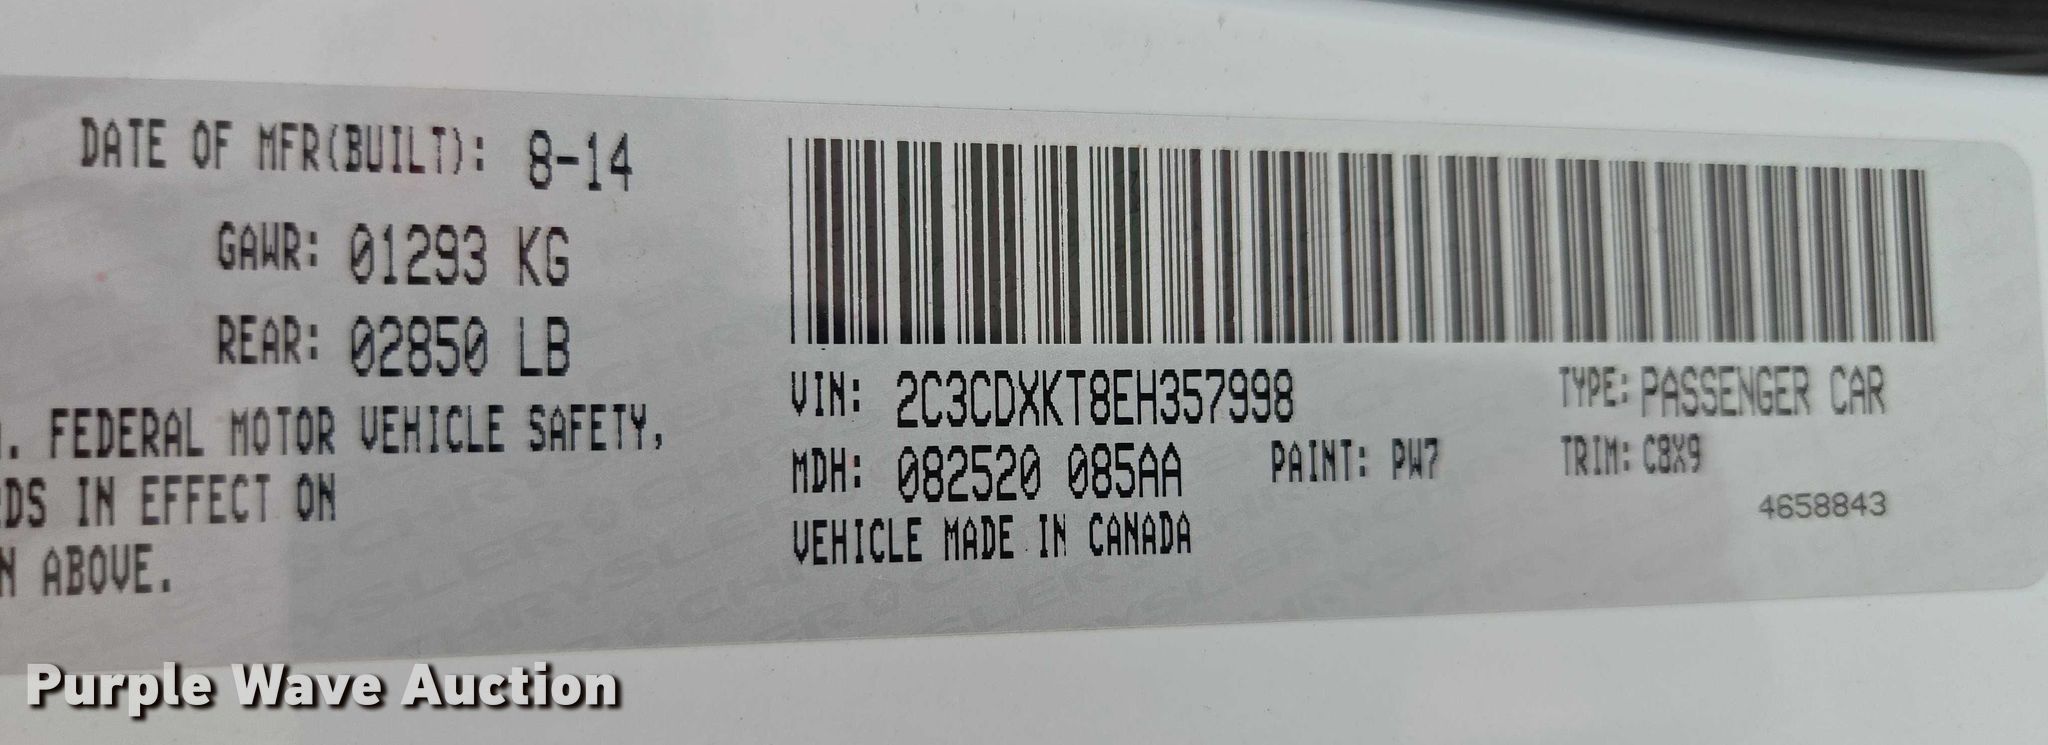 DATE OF MFR(BUILT): 8-14
GAWR: 01293 KG
REAR: 02850 LB
. FEDERAL MOTOR VEHICLE SAFETY,
DS IN EFFECT ON
N ABOVE.
VIN: 2C3CDXKT8EH357998 TYPE: PASSENGER CAR
MDH: 082520 085AA PAINT: PW7 TRIM: C8X9
4658843
VEHICLE MADE IN CANADA
Purple Wave Auction